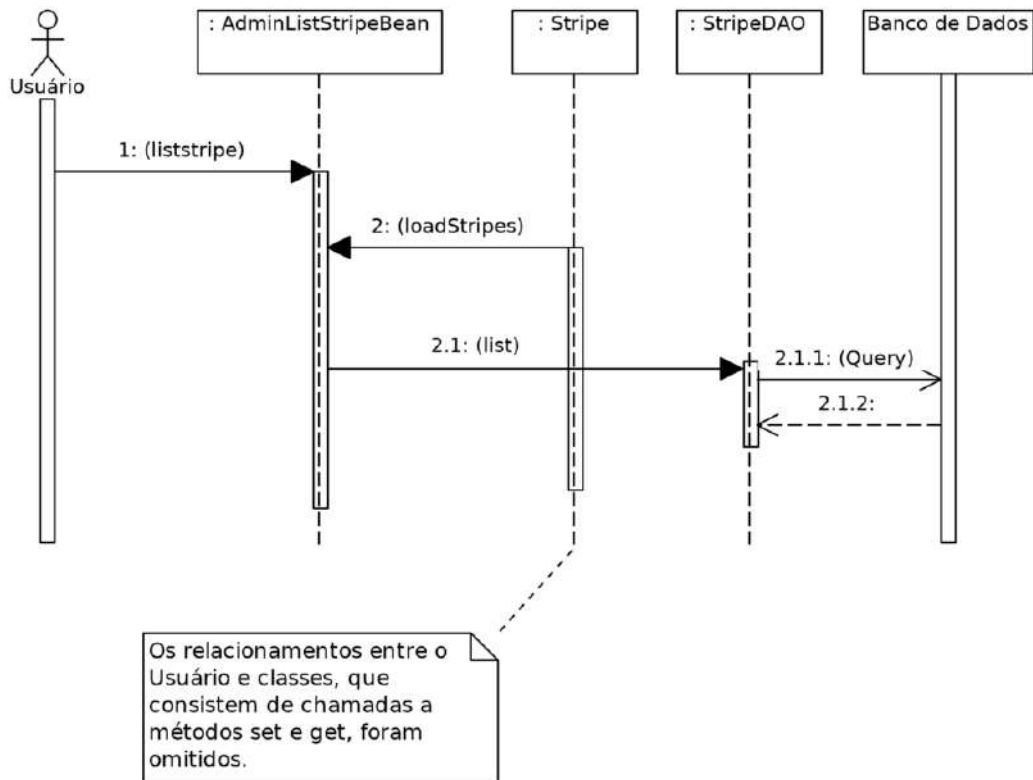 : AdminListStripeBean
: Stripe
: StripeDAO
Banco de Dados
Usuário
1: (liststripe)
2: (loadStripes)
2.1: (list)
2.1.1: (Query)
2.1.2:
Os relacionamentos entre o
Usuário e classes, que
consistem de chamadas a
métodos set e get, foram
omitidos.